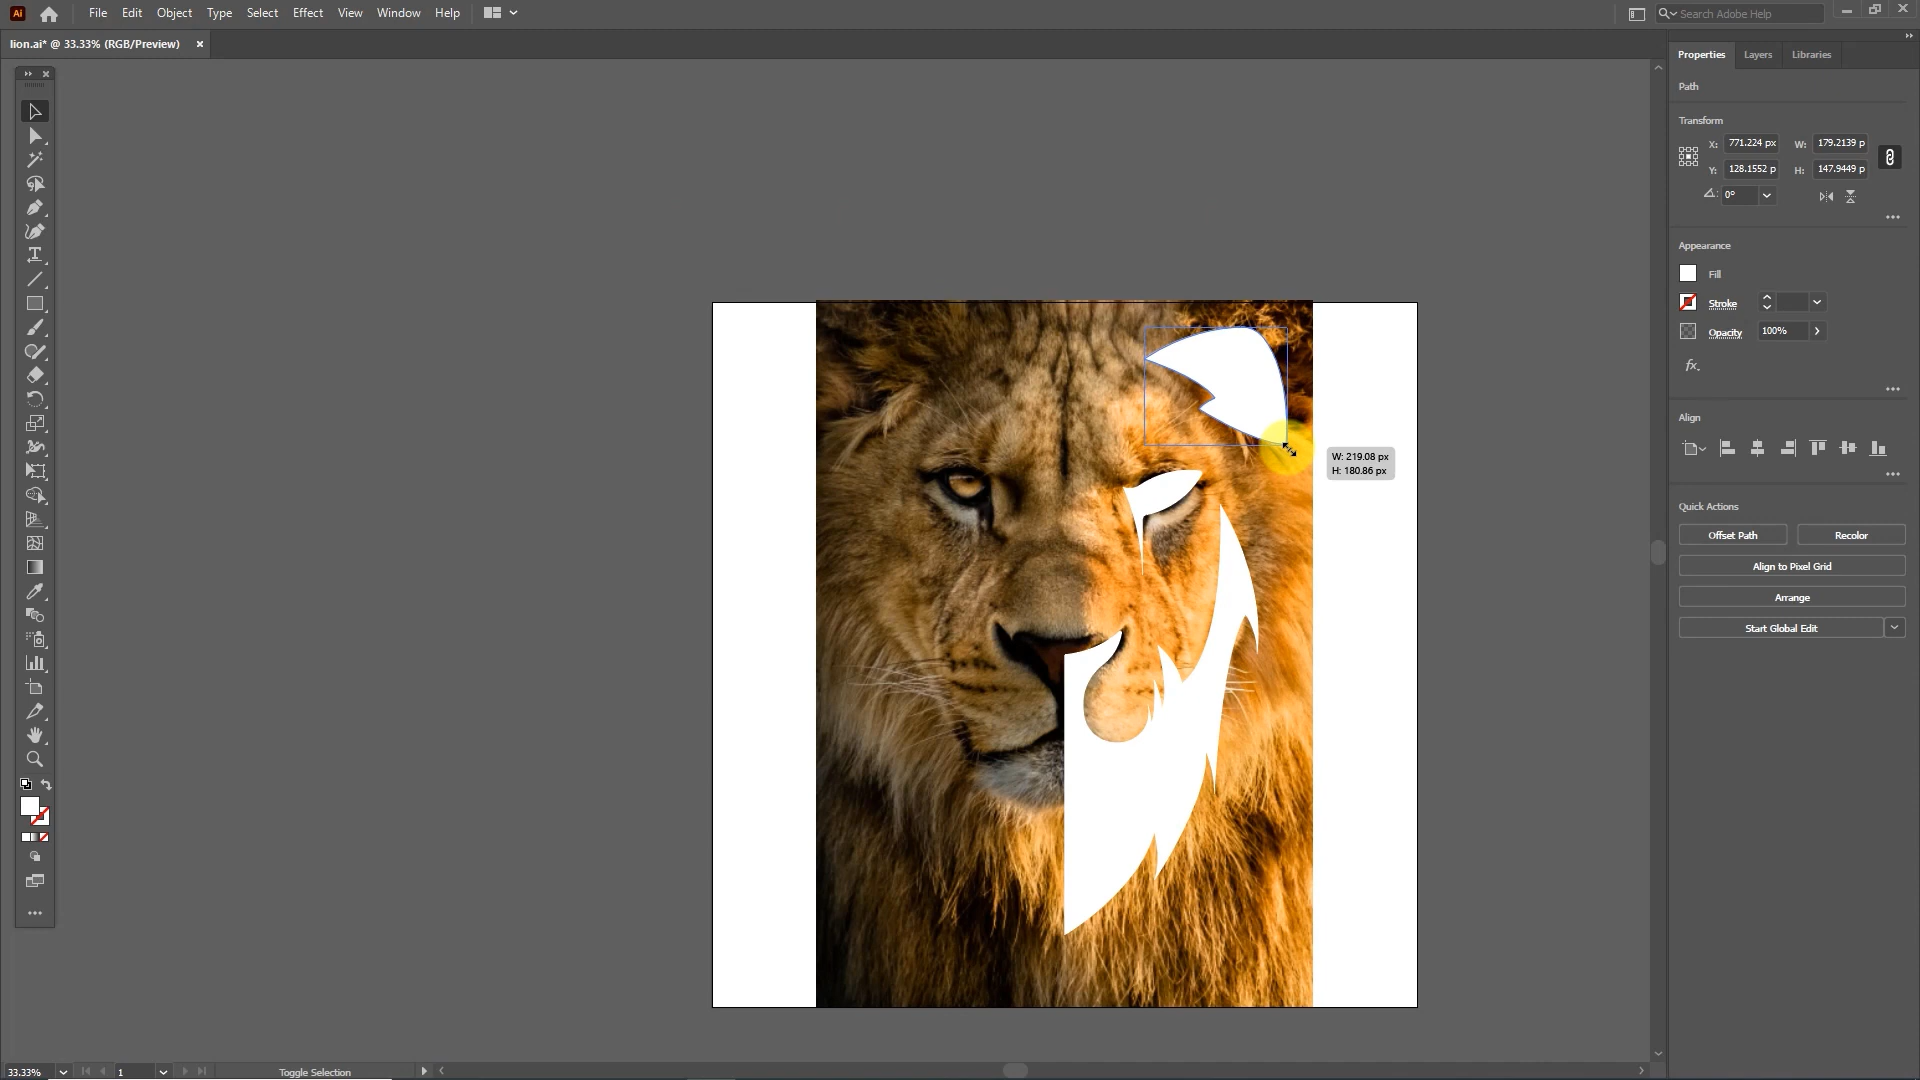 Ai File Edit Object Type Select Effect View Window Help Search Adobe Help
lion.ai* @ 33.33% (RGB/Preview)
Properties Layers Libraries
Path
Transform
X: 771.224 px W: 179.2139 p
Y: 128.1552 p H: 147.9449 p
0°
Appearance
Fill
Stroke
Opacity 100%
fx.
Align
Quick Actions
Offset Path Recolor
Align to Pixel Grid
Arrange
Start Global Edit
W: 219.08 px
H: 180.86 px
33.33% 1 Toggle Selection